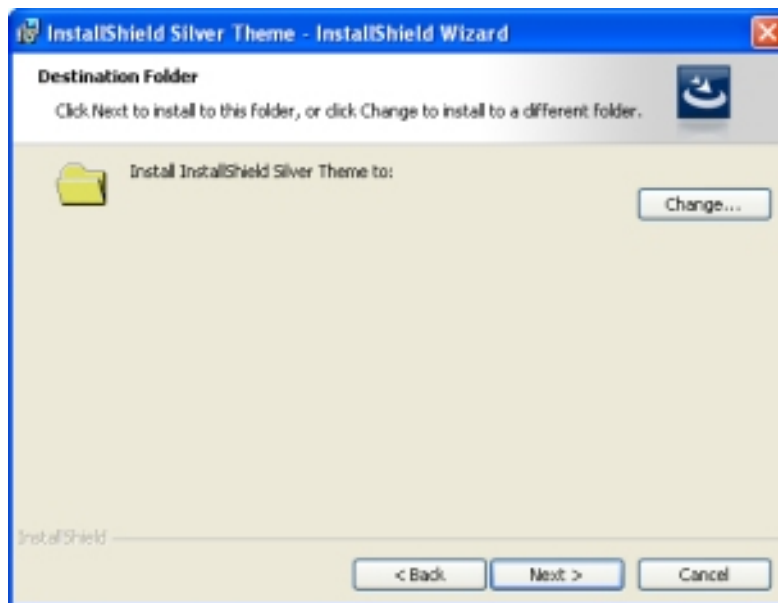 InstallShield Silver Theme - InstallShield Wizard
Destination Folder
Click Next to install to this folder, or click Change to install to a different folder.
Install InstallShield Silver Theme to:
Change...
InstallShield
< Back
Next >
Cancel